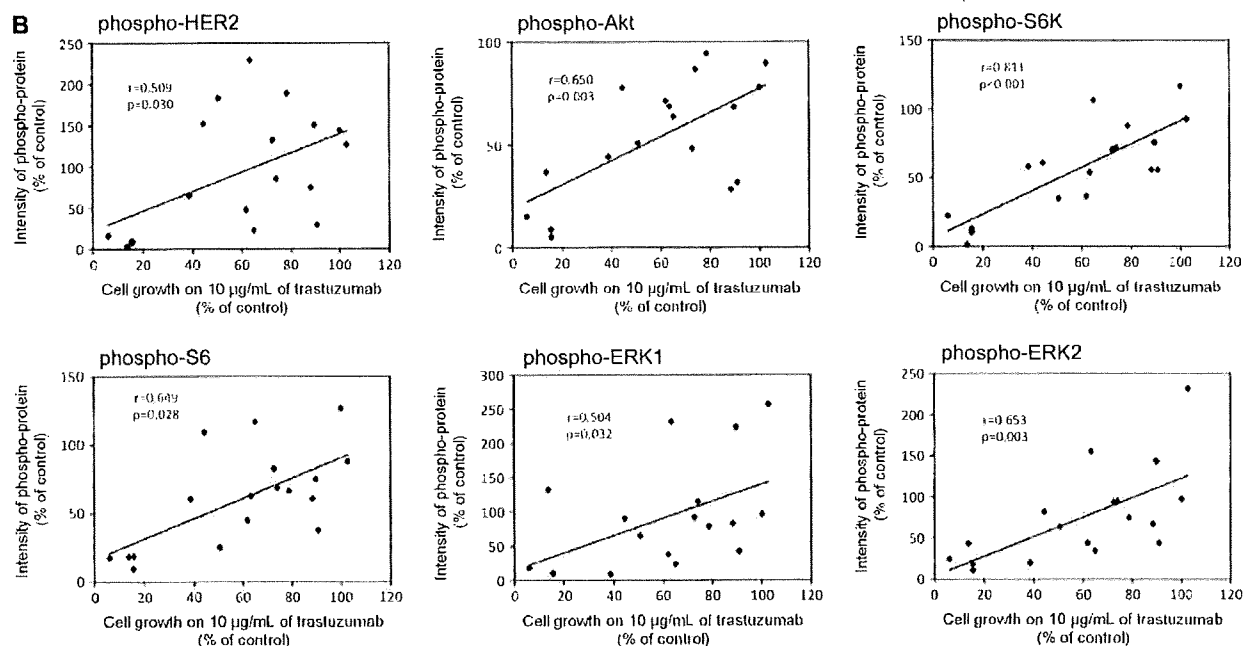 B
phospho-HER2
Intensity of phospho-protein
(% of control)
250
200
150
100
50
0
r=0.509
p=0.030
0 20 40 60 80 100 120
Cell growth on 10 µg/mL of trastuzumab
(% of control)
phospho-Akt
Intensity of phospho-protein
(% of control)
100
50
0
r=0.650
p=0.003
0 20 40 60 80 100 120
Cell growth on 10 µg/mL of trastuzumab
(% of control)
phospho-S6K
Intensity of phospho-protein
(% of control)
150
100
50
0
r=0.811
p<0.001
0 20 40 60 80 100 120
Cell growth on 10 µg/mL of trastuzumab
(% of control)
phospho-S6
Intensity of phospho-protein
(% of control)
150
100
50
0
r=0.649
p=0.028
0 20 40 60 80 100 120
Cell growth on 10 µg/mL of trastuzumab
(% of control)
phospho-ERK1
Intensity of phospho-protein
(% of control)
300
250
200
150
100
50
0
r=0.504
p=0.032
0 20 40 60 80 100 120
Cell growth on 10 µg/mL of trastuzumab
(% of control)
phospho-ERK2
Intensity of phospho-protein
(% of control)
250
200
150
100
50
0
r=0.653
p=0.003
0 20 40 60 80 100 120
Cell growth on 10 µg/mL of trastuzumab
(% of control)